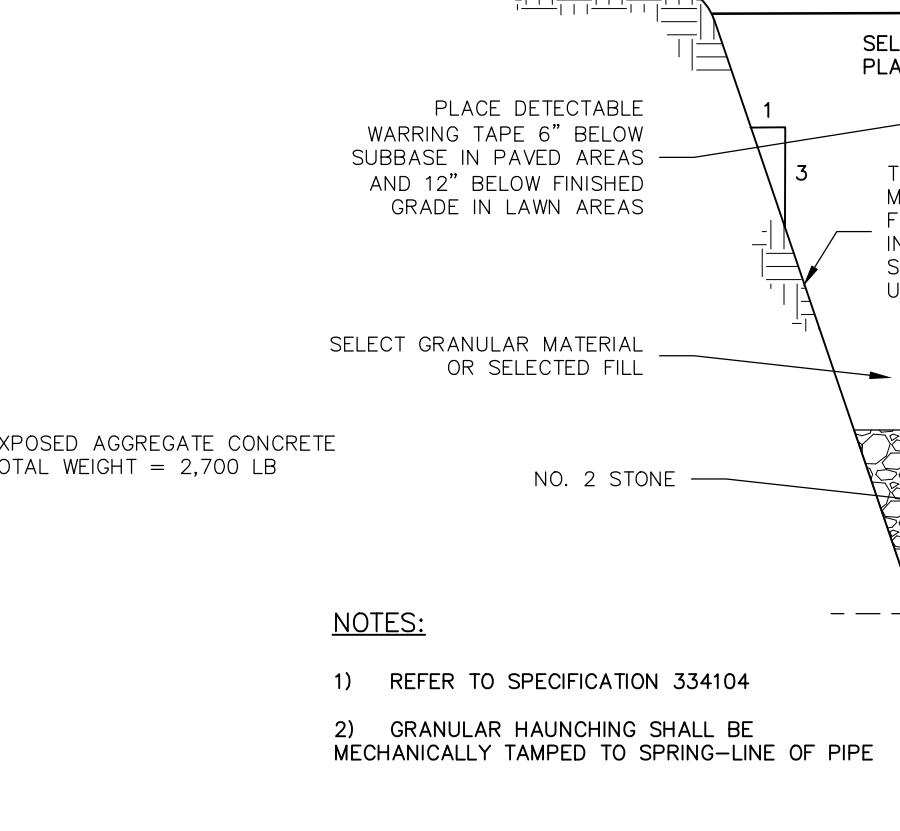 SEL
PLA
PLACE DETECTABLE
WARRING TAPE 6” BELOW
SUBBASE IN PAVED AREAS
AND 12” BELOW FINISHED
GRADE IN LAWN AREAS
1
3
T
M
F
IN
S
U
SELECT GRANULAR MATERIAL
OR SELECTED FILL
XPOSED AGGREGATE CONCRETE
OTAL WEIGHT = 2,700 LB
NO. 2 STONE
NOTES:
1) REFER TO SPECIFICATION 334104
2) GRANULAR HAUNCHING SHALL BE
MECHANICALLY TAMPED TO SPRING–LINE OF PIPE